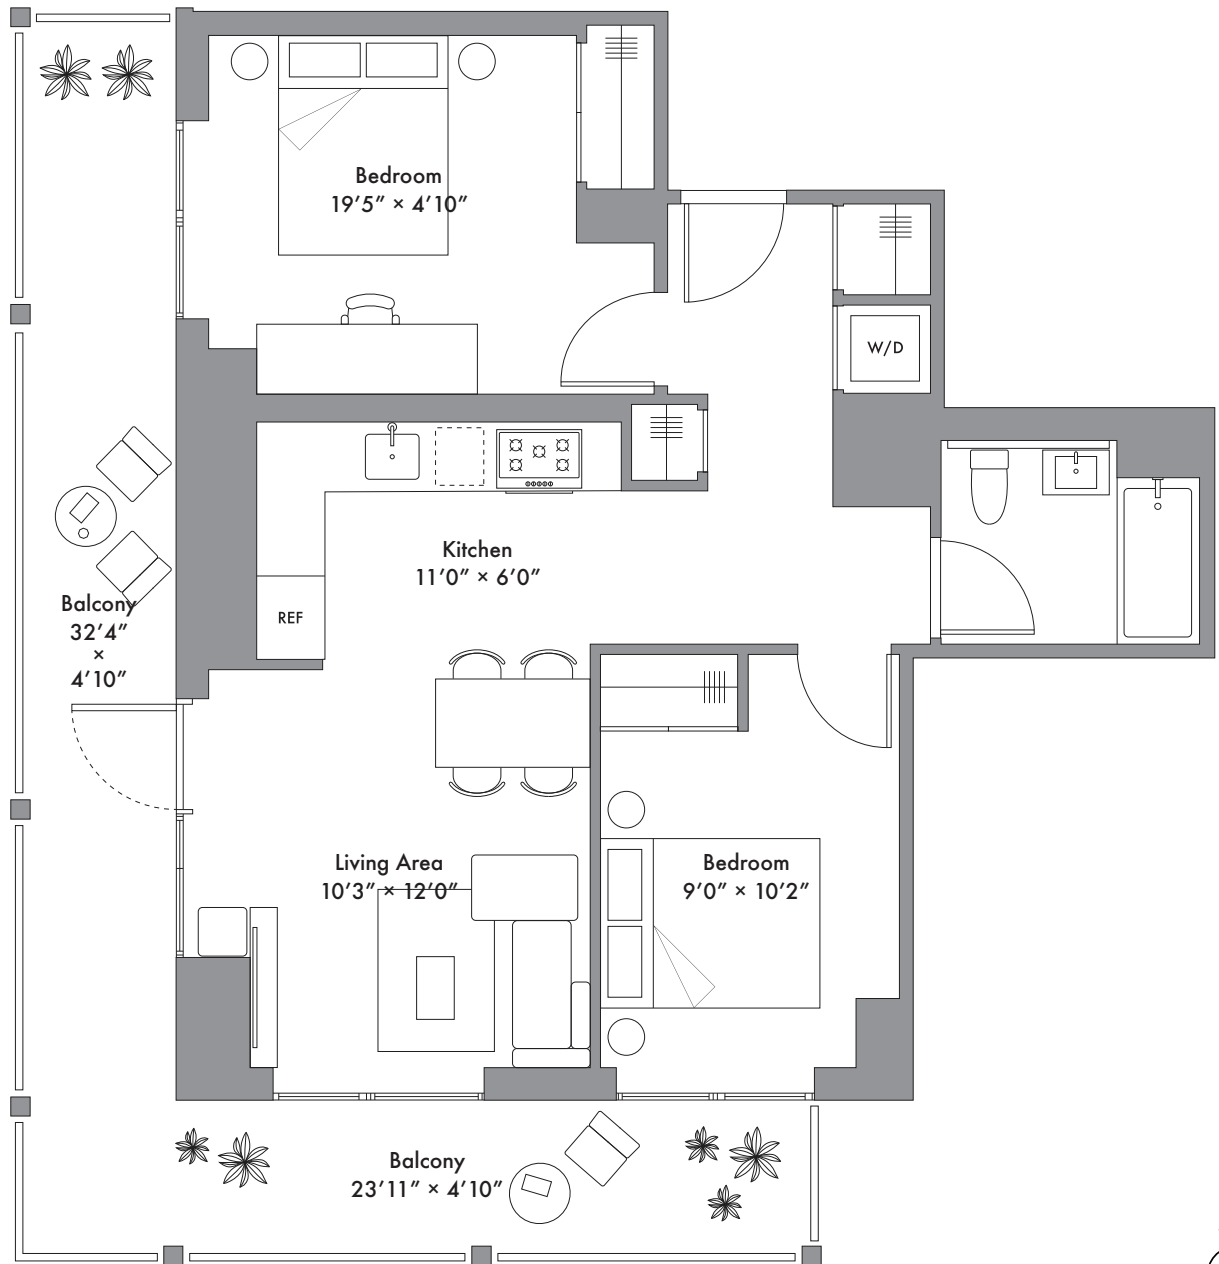 Bedroom
19′5″ × 4′10″
W/D
Kitchen
11′0″ × 6′0″
REF
Balcony
32′4″
×
4′10″
Living Area
10′3″ × 12′0″
Bedroom
9′0″ × 10′2″
Balcony
23′11″ × 4′10″